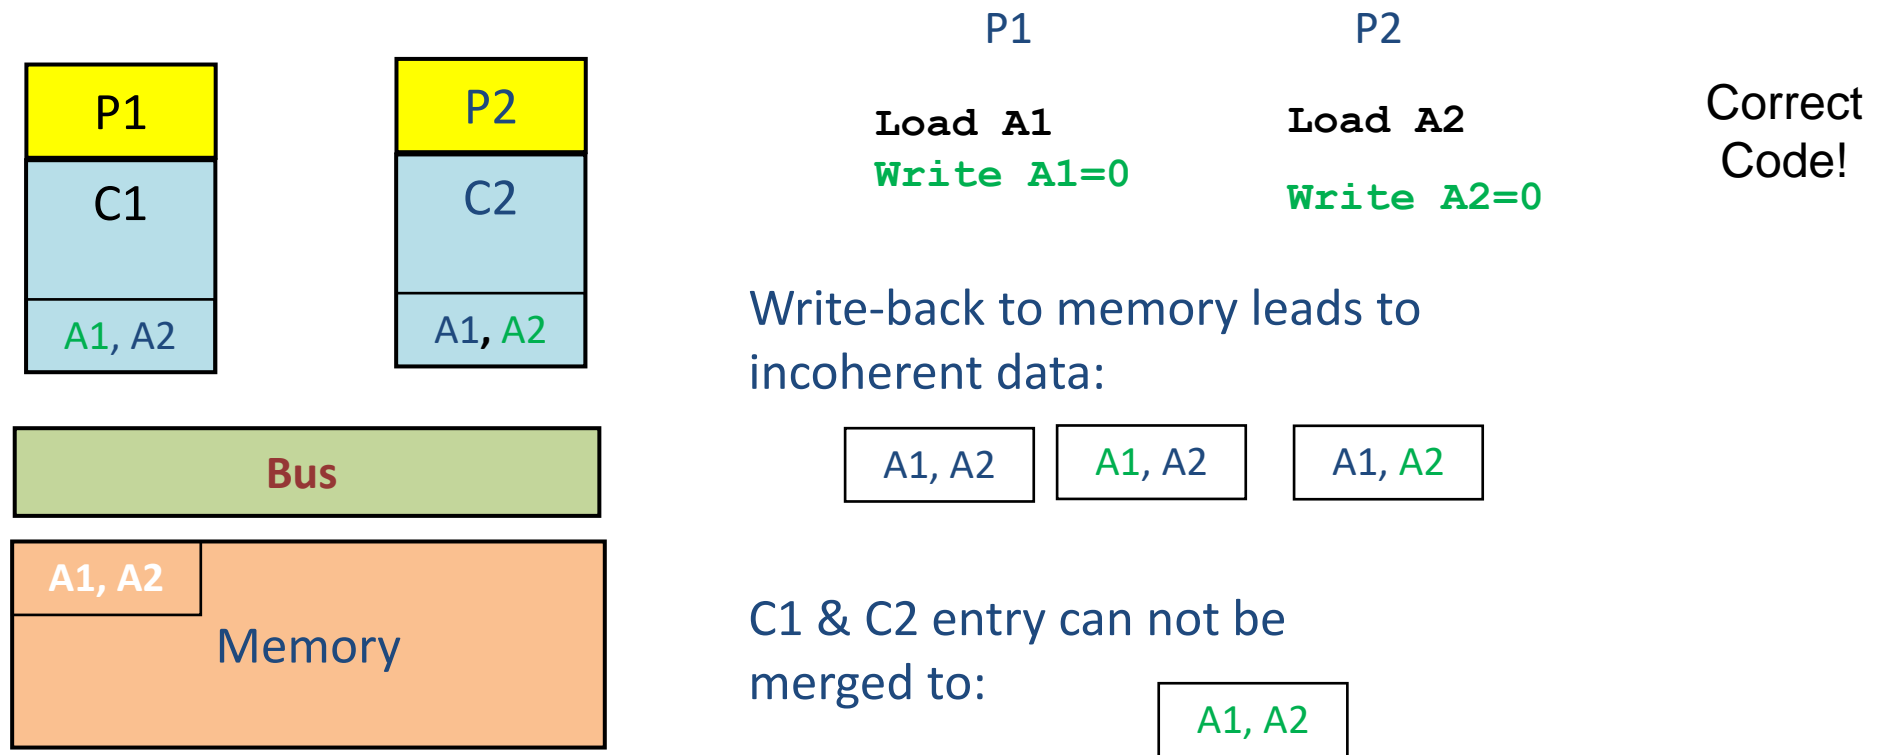 P1
P2
C1
C2
A1, A2
A1, A2
Bus
A1, A2
Memory
P1
P2
Load A1
Write A1=0
Load A2
Write A2=0
Correct
Code!
Write-back to memory leads to
incoherent data:
A1, A2
A1, A2
A1, A2
C1 & C2 entry can not be
merged to:
A1, A2